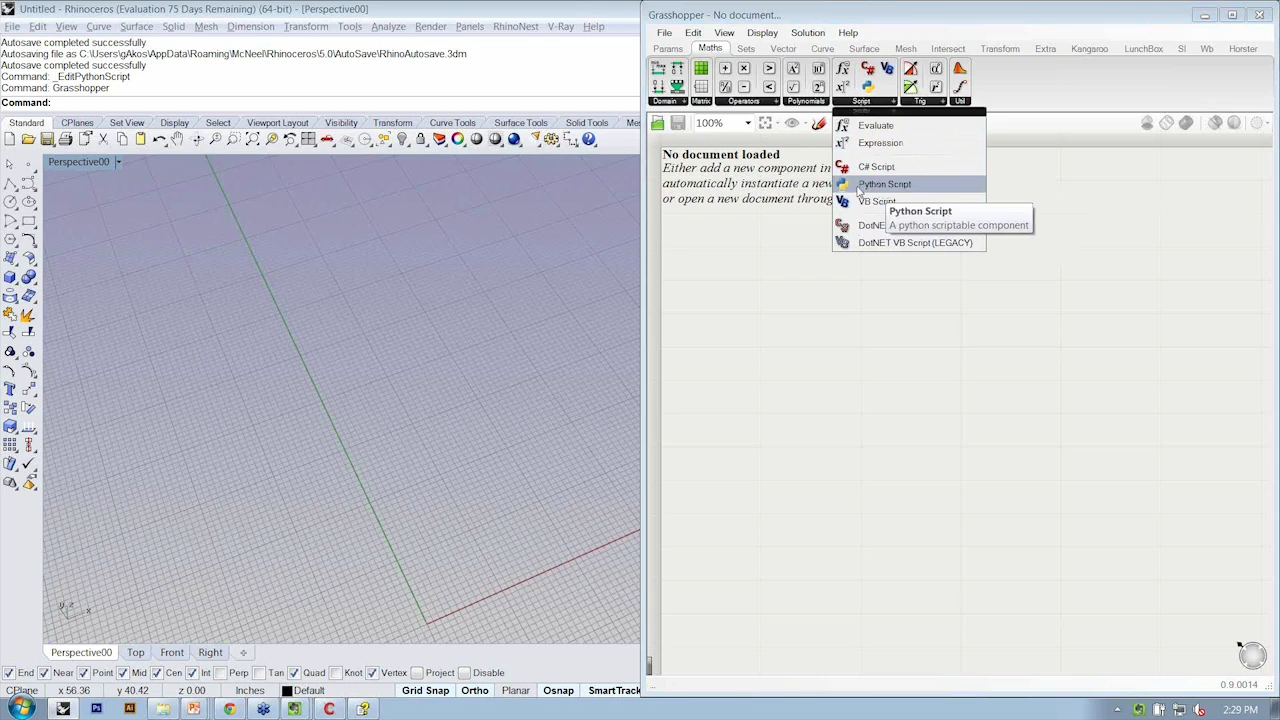 Untitled - Rhinoceros (Evaluation 75 Days Remaining) (64-bit) - [Perspective00]
File Edit View Curve Surface Solid Mesh Dimension Transform Tools Analyze Render Panels RhinoNest V-Ray Help
Autosave completed successfully
Autosaving file as C:\Users\gAkos\AppData\Roaming\McNeel\Rhinoceros\5.0\AutoSave\RhinoAutosave.3dm
Autosave completed successfully
Command: _EditPythonScript
Command: Grasshopper
Command:
Standard CPlanes Set View Display Select Viewport Layout Visibility Transform Curve Tools Surface Tools Solid Tools Mes
Perspective00
y z x
Perspective00 Top Front Right
End Near Point Mid Cen Int Perp Tan Quad Knot Vertex Project Disable
CPlane x 56.36 y 40.42 z 0.00 Inches Default Grid Snap Ortho Planar Osnap SmartTrack
Grasshopper - No document...
File Edit View Display Solution Help
Params Maths Sets Vector Curve Surface Mesh Intersect Transform Extra Kangaroo LunchBox SI Wb Horster
Domain Matrix Operators Polynomials Script Trig Util
100%
No document loaded
Either add a new component in
automatically instantiate a new
or open a new document throug
Evaluate
Expression
C# Script
Python Script
VB Script
Python Script
A python scriptable component
DotNE
DotNET VB Script (LEGACY)
0.9.0014
2:29 PM